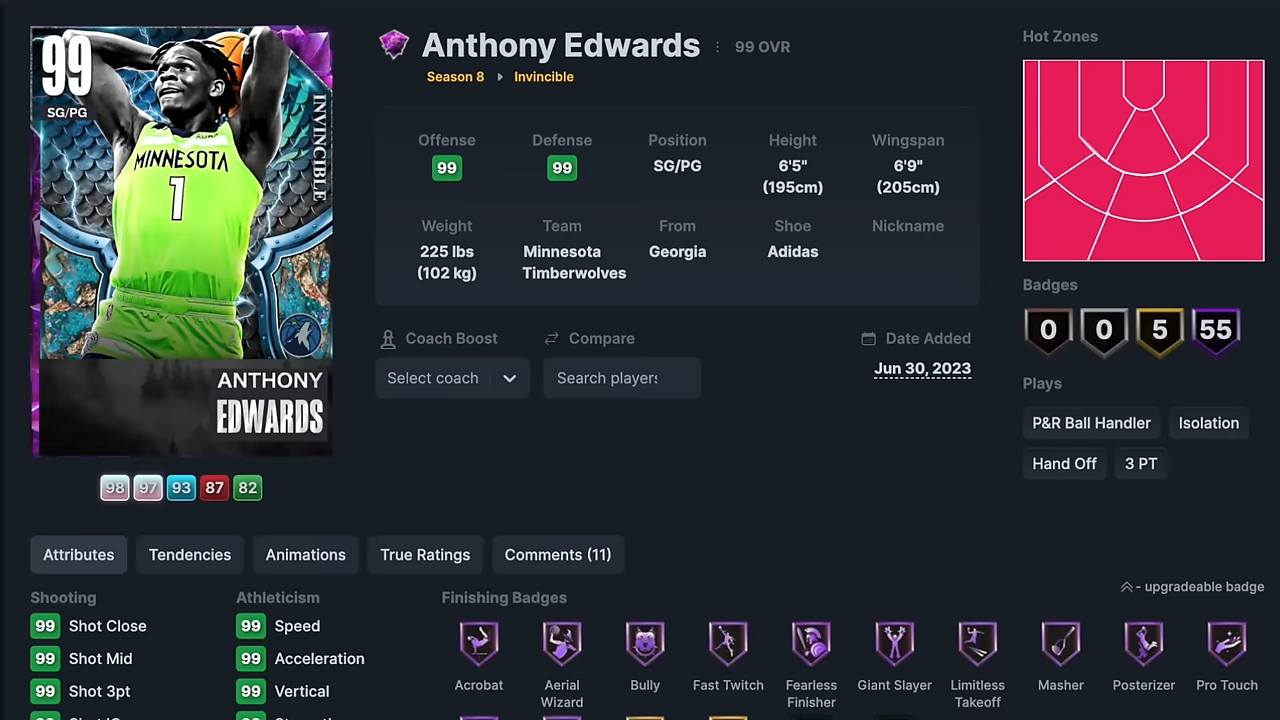 99
SG/PG
INVINCIBLE
MINNESOTA
1
ANTHONY
EDWARDS
98 97 93 87 82
Anthony Edwards : 99 OVR
Season 8 Invincible
Offense Defense Position Height Wingspan
99 99 SG/PG 6'5" 6'9"
(195cm) (205cm)
Weight Team From Shoe Nickname
225 lbs Minnesota Georgia Adidas
(102 kg) Timberwolves
Coach Boost Compare Date Added
Select coach Search players Jun 30, 2023
Hot Zones
Badges
0 0 5 55
Plays
P&R Ball Handler Isolation
Hand Off 3 PT
Attributes Tendencies Animations True Ratings Comments (11)
- upgradeable badge
Shooting Athleticism Finishing Badges
99 Shot Close 99 Speed
99 Shot Mid 99 Acceleration
99 Shot 3pt 99 Vertical
Acrobat Aerial Wizard Bully Fast Twitch Fearless Finisher Giant Slayer Limitless Takeoff Masher Posterizer Pro Touch